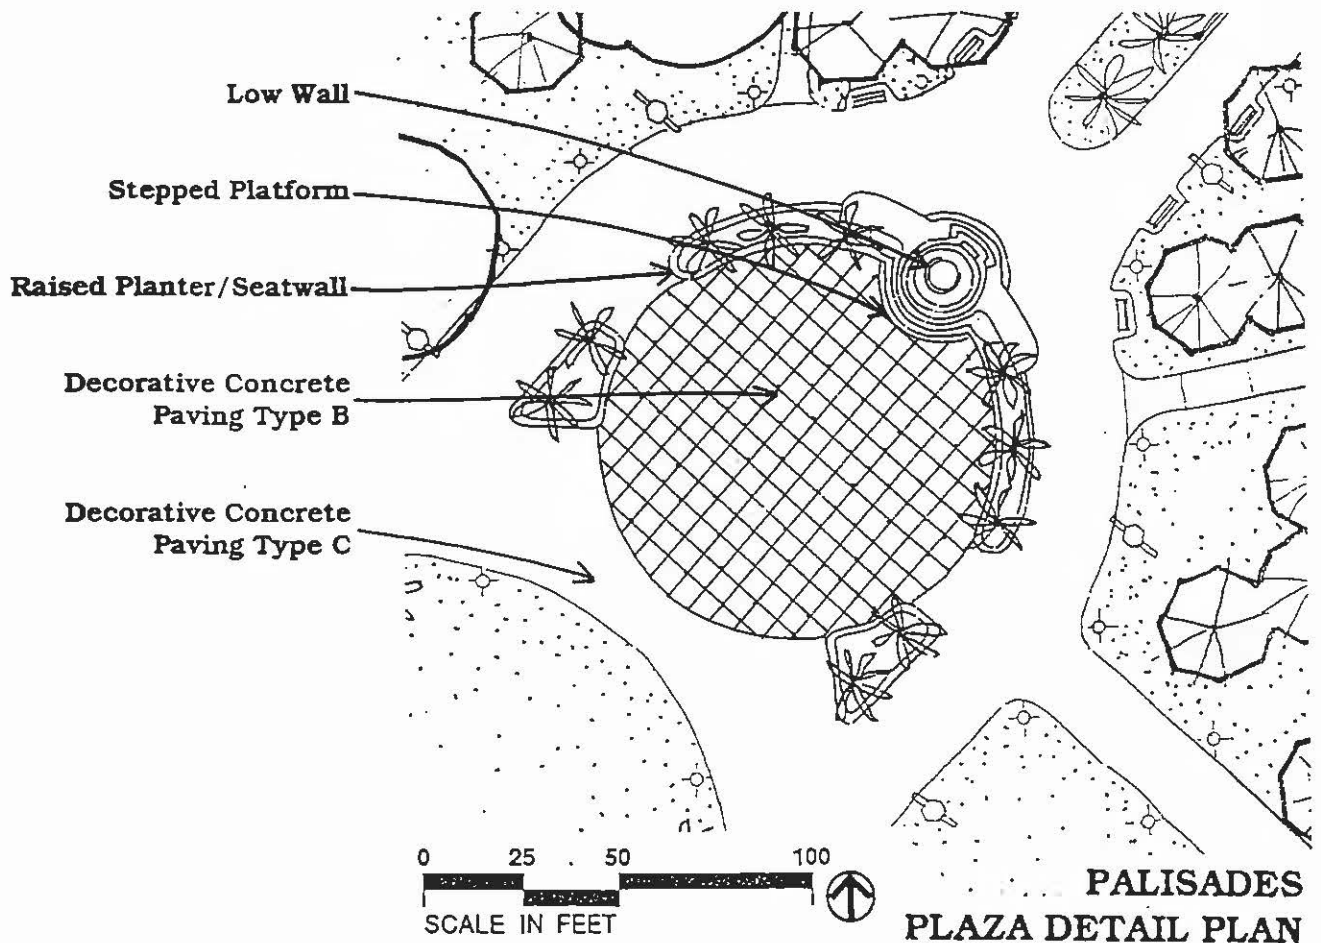 Low Wall
Stepped Platform
Raised Planter/Seatwall
Decorative Concrete
Paving Type B
Decorative Concrete
Paving Type C
0 25 50 100
SCALE IN FEET
PALISADES
PLAZA DETAIL PLAN